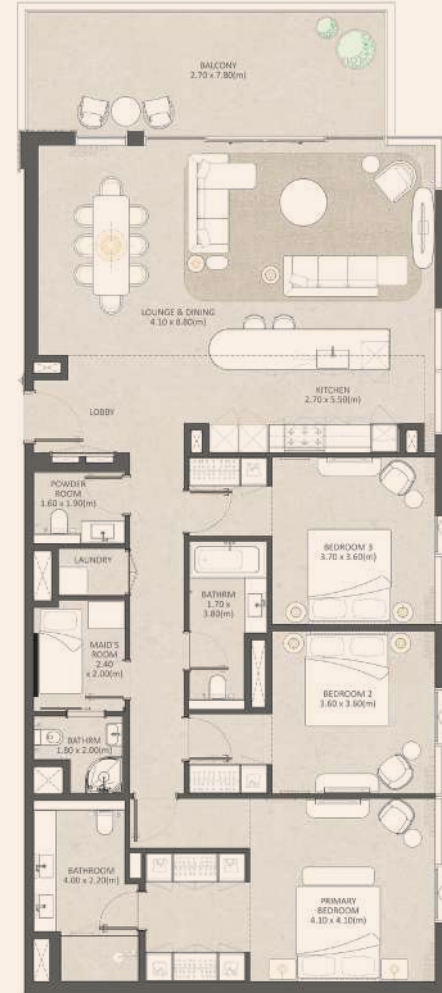 BALCONY
2.70 x 7.80(m)
LOUNGE & DINING
4.10 x 8.80(m)
KITCHEN
2.70 x 5.50(m)
LOBBY
POWDER
ROOM
1.60 x 1.90(m)
LAUNDRY
BEDROOM 3
3.70 x 3.60(m)
BATHRM
1.70 x
3.80(m)
MAID'S
ROOM
2.40
x 2.00(m)
BEDROOM 2
3.60 x 3.60(m)
BATHRM
1.80 x 2.00(m)
BATHROOM
4.00 x 2.20(m)
PRIMARY
BEDROOM
4.10 x 4.10(m)